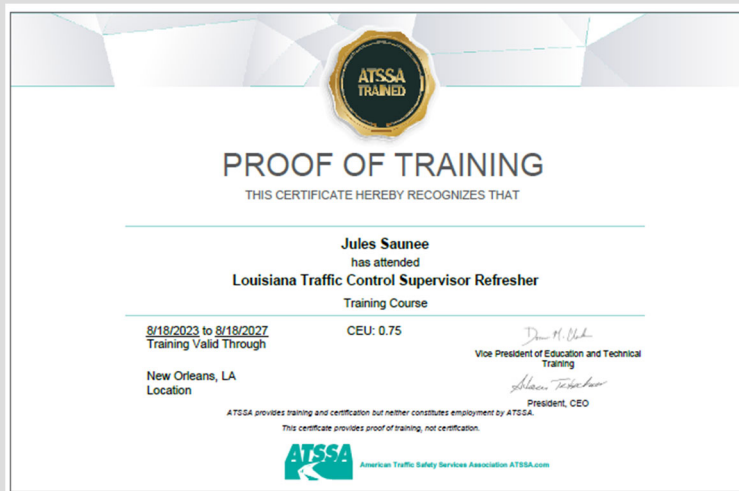 ATSSA
TRAINED
PROOF OF TRAINING
THIS CERTIFICATE HEREBY RECOGNIZES THAT
Jules Saunee
has attended
Louisiana Traffic Control Supervisor Refresher
Training Course
8/18/2023 to 8/18/2027
Training Valid Through
CEU: 0.75
New Orleans, LA
Location
Vice President of Education and Technical
Training
President, CEO
ATSSA provides training and certification but neither constitutes employment by ATSSA.
This certificate provides proof of training, not certification.
ATSSA
American Traffic Safety Services Association ATSSA.com